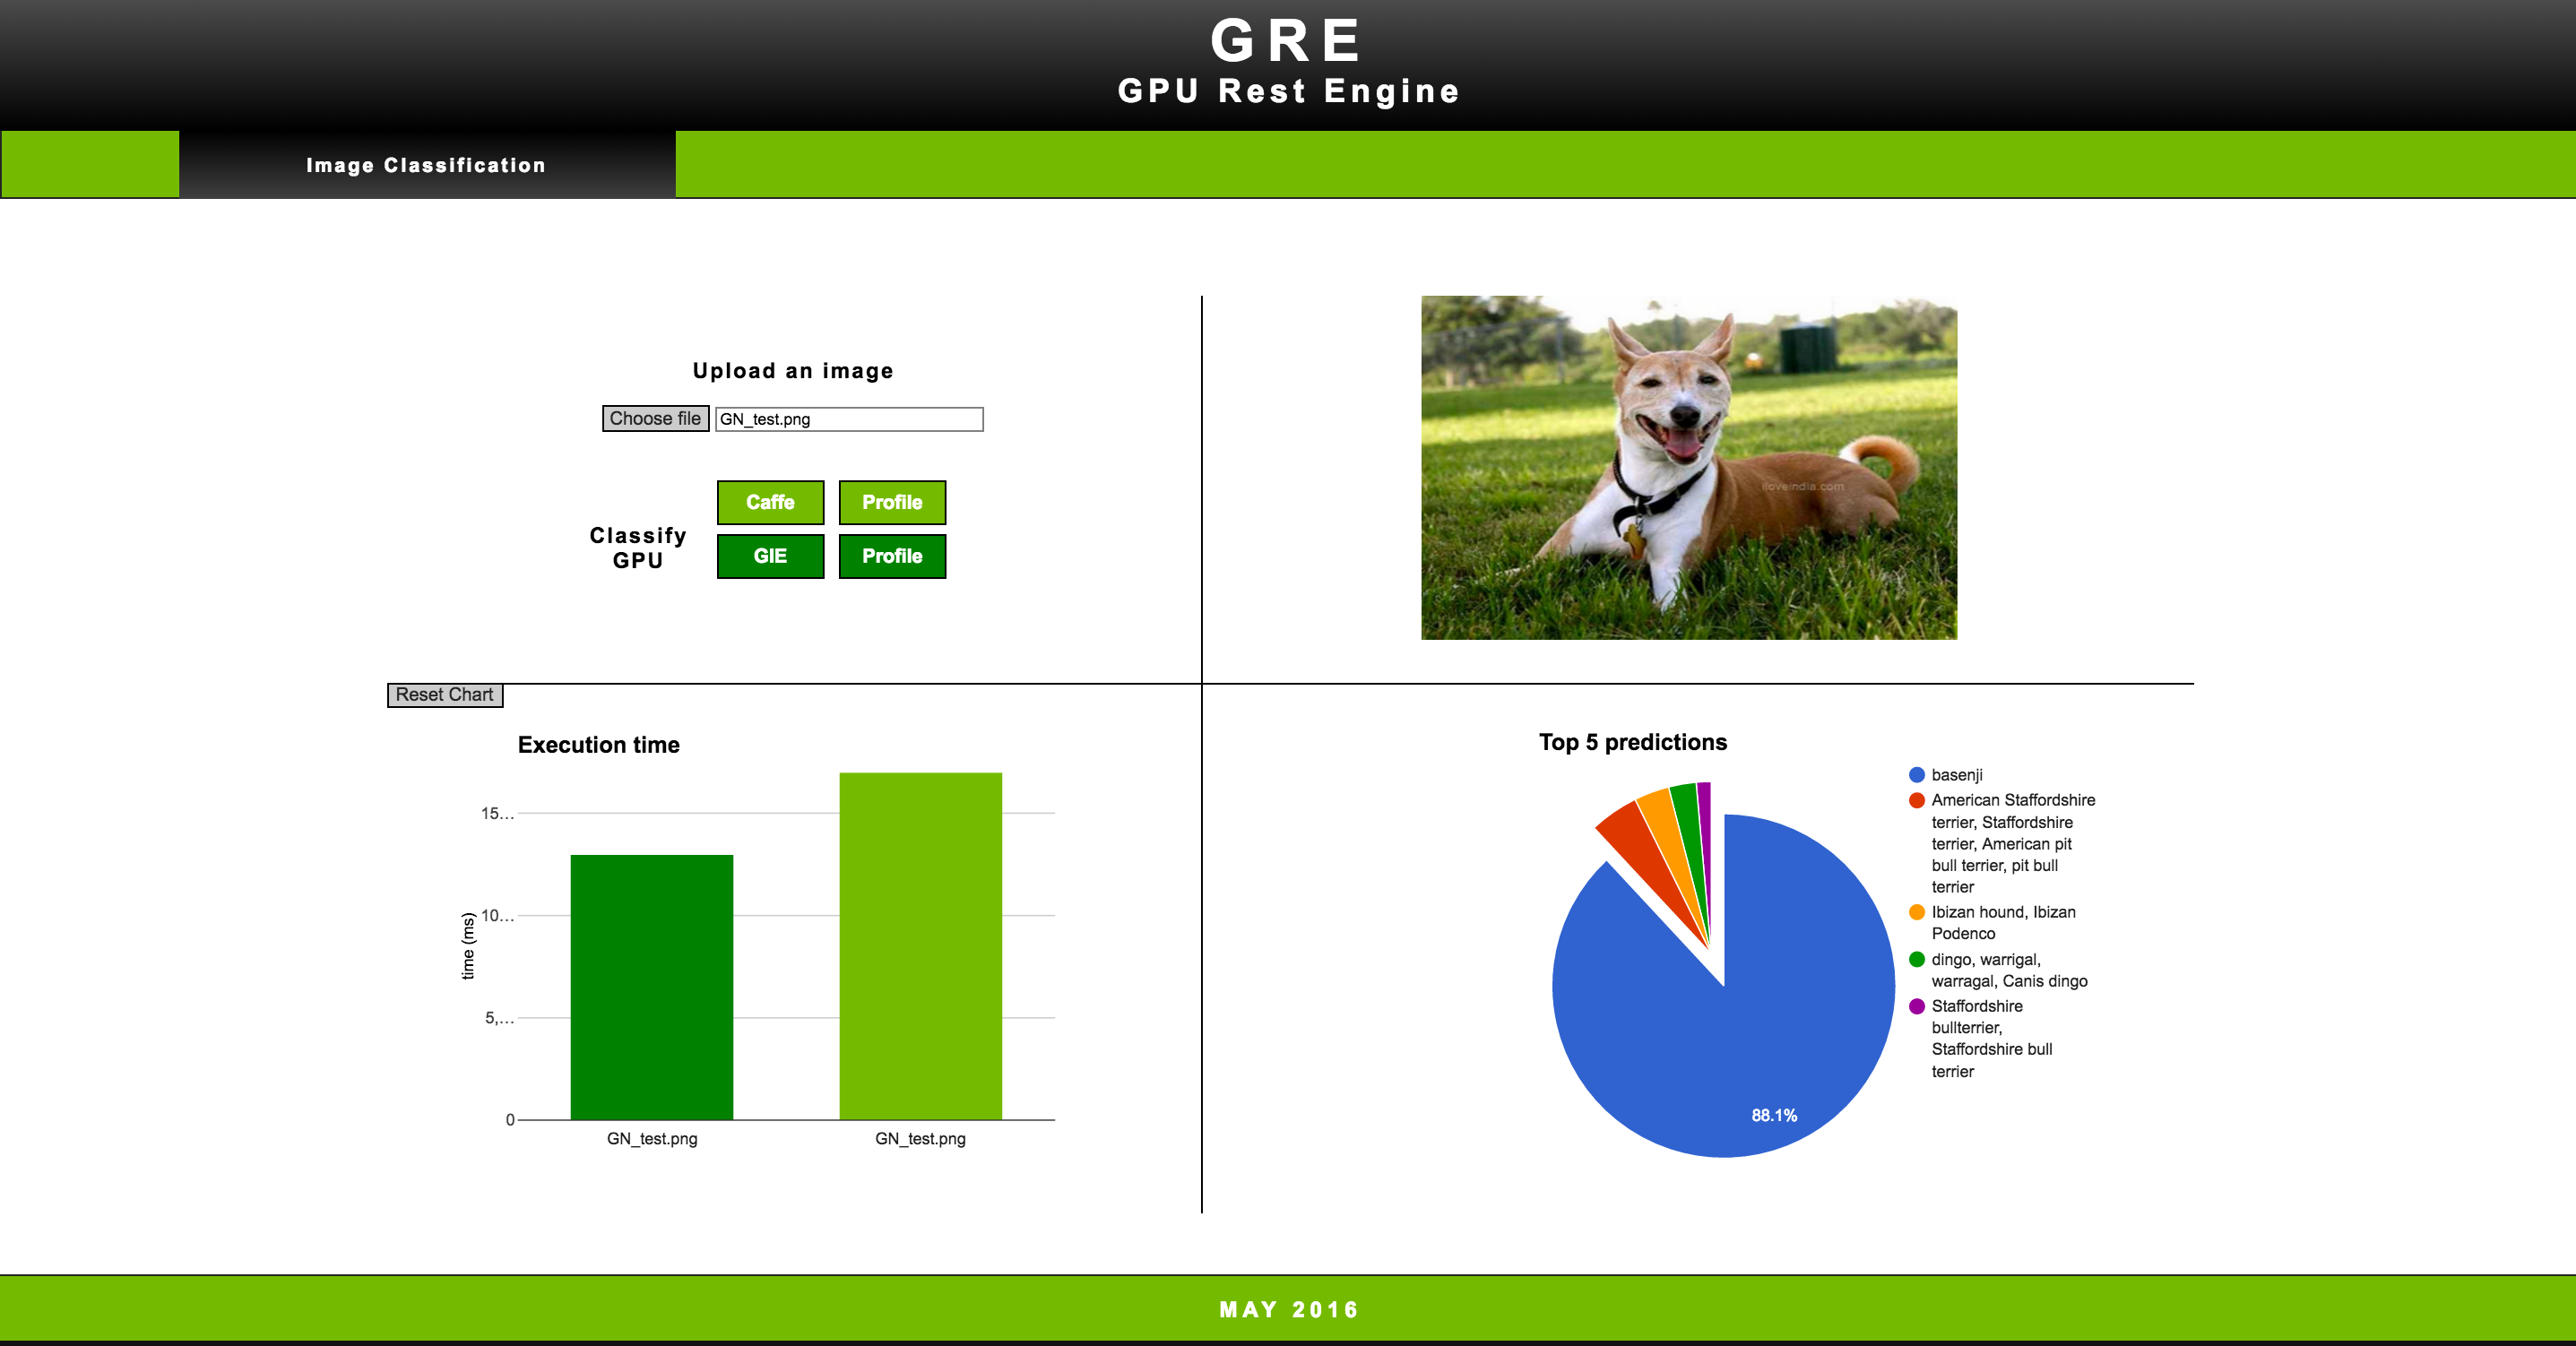 GRE
GPU Rest Engine
Image Classification
Upload an image
Choose file GN_test.png
Classify
GPU
Caffe Profile
GIE Profile
iloveindia.com
Reset Chart
Execution time
15…
10…
5,…
0
time (ms)
GN_test.png GN_test.png
Top 5 predictions
basenji
American Staffordshire
terrier, Staffordshire
terrier, American pit
bull terrier, pit bull
terrier
Ibizan hound, Ibizan
Podenco
dingo, warrigal,
warragal, Canis dingo
Staffordshire
bullterrier,
Staffordshire bull
terrier
88.1%
MAY 2016